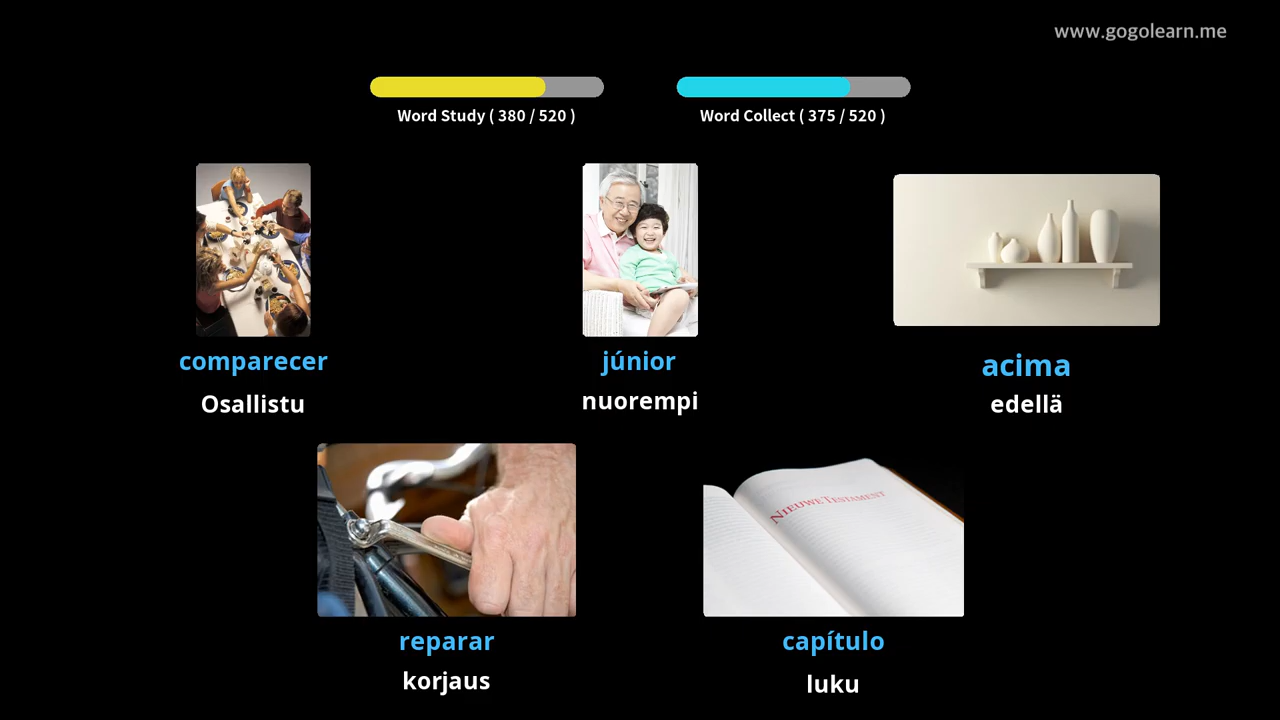 www.gogolearn.me
Word Study ( 380 / 520 )
Word Collect ( 375 / 520 )
comparecer
Osallistu
júnior
nuorempi
acima
edellä
NIEUWE TESTAMENT
reparar
korjaus
capítulo
luku